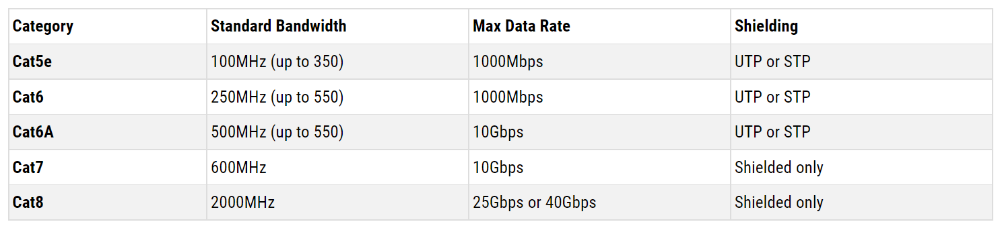 Category Standard Bandwidth Max Data Rate Shielding
Cat5e 100MHz (up to 350) 1000Mbps UTP or STP
Cat6 250MHz (up to 550) 1000Mbps UTP or STP
Cat6A 500MHz (up to 550) 10Gbps UTP or STP
Cat7 600MHz 10Gbps Shielded only
Cat8 2000MHz 25Gbps or 40Gbps Shielded only